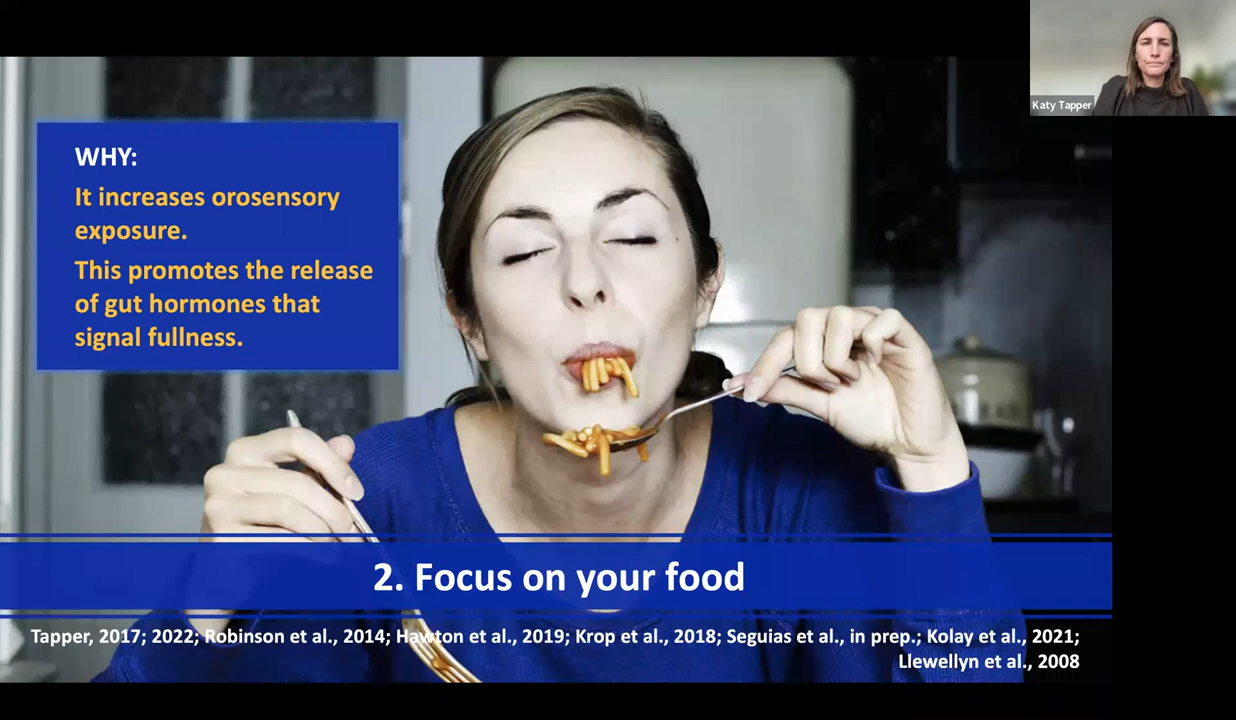 Katy Tapper
WHY:
It increases orosensory
exposure.
This promotes the release
of gut hormones that
signal fullness.
2. Focus on your food
Tapper, 2017; 2022; Robinson et al., 2014; Hawton et al., 2019; Krop et al., 2018; Seguias et al., in prep.; Kolay et al., 2021;
Llewellyn et al., 2008